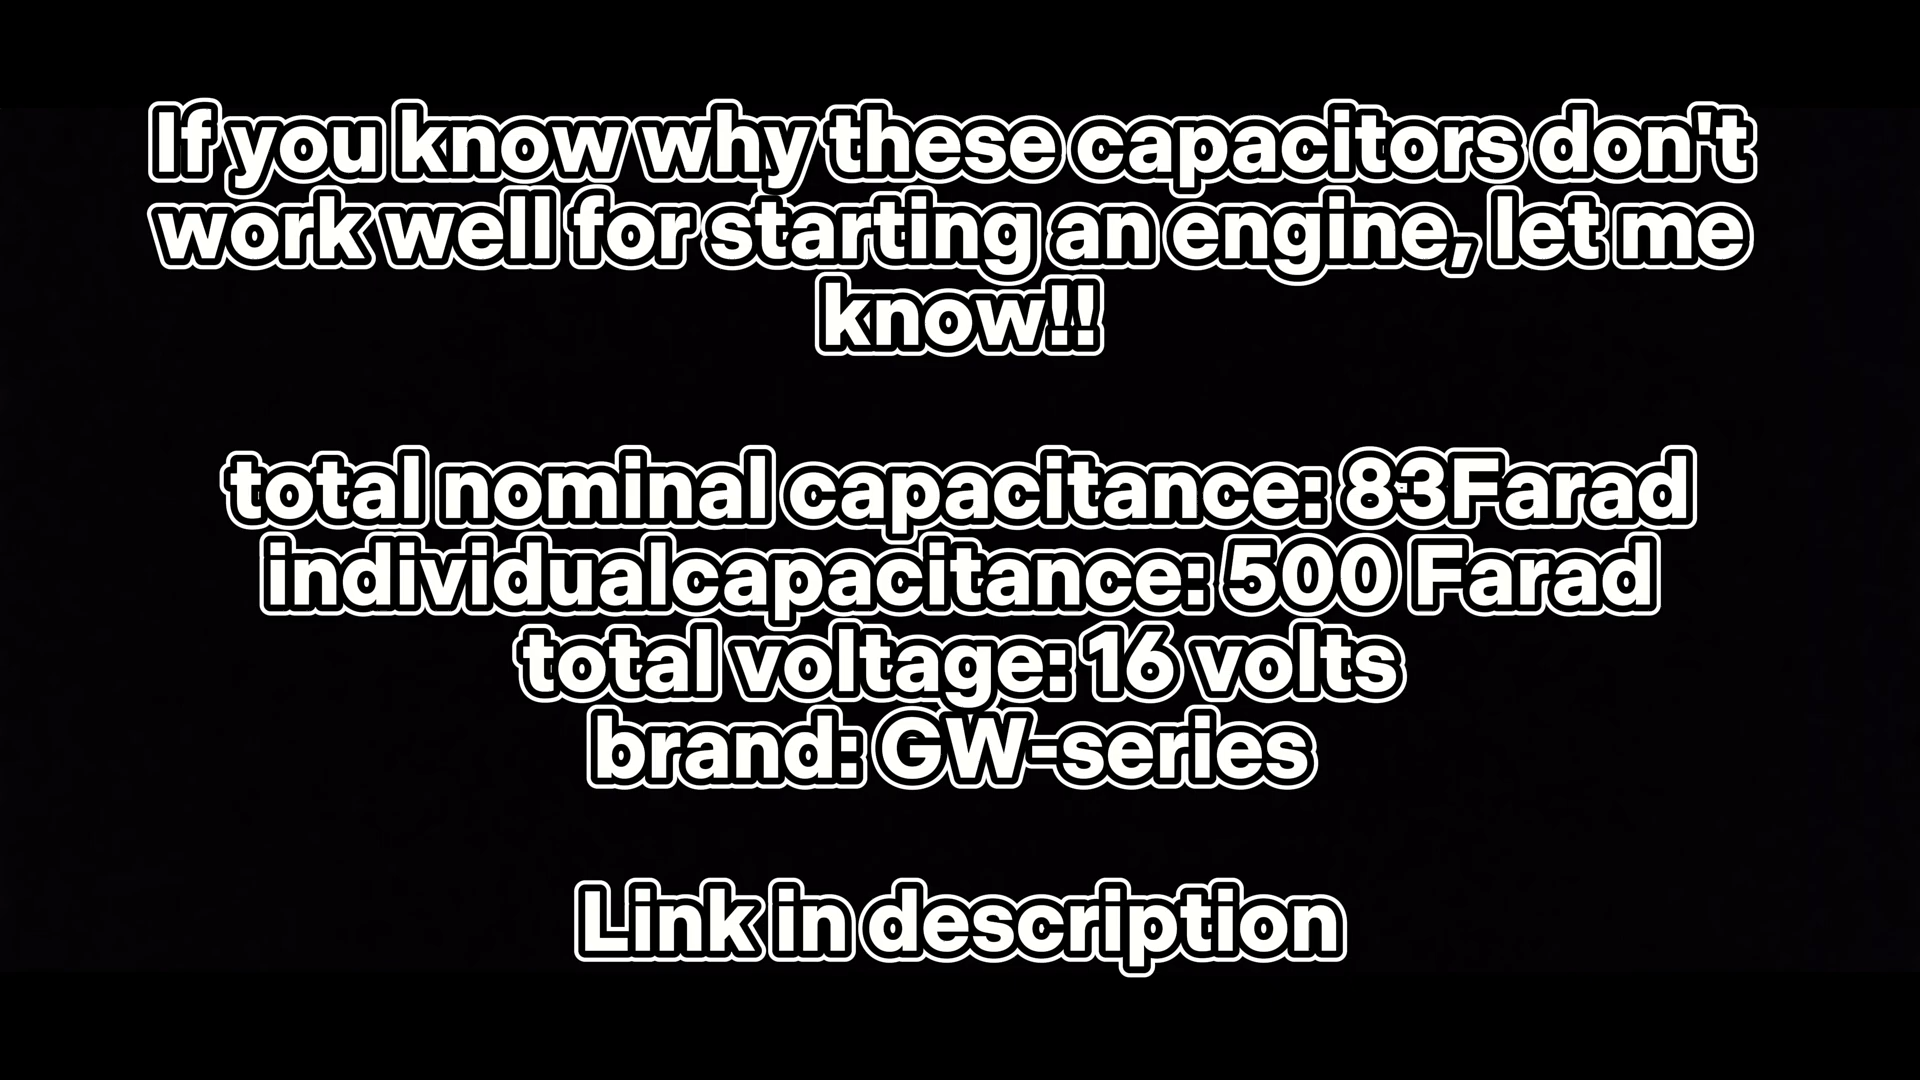 If you know why these capacitors don't
work well for starting an engine, let me
know!!
total nominal capacitance: 83Farad
individualcapacitance: 500 Farad
total voltage: 16 volts
brand: GW-series
Link in description